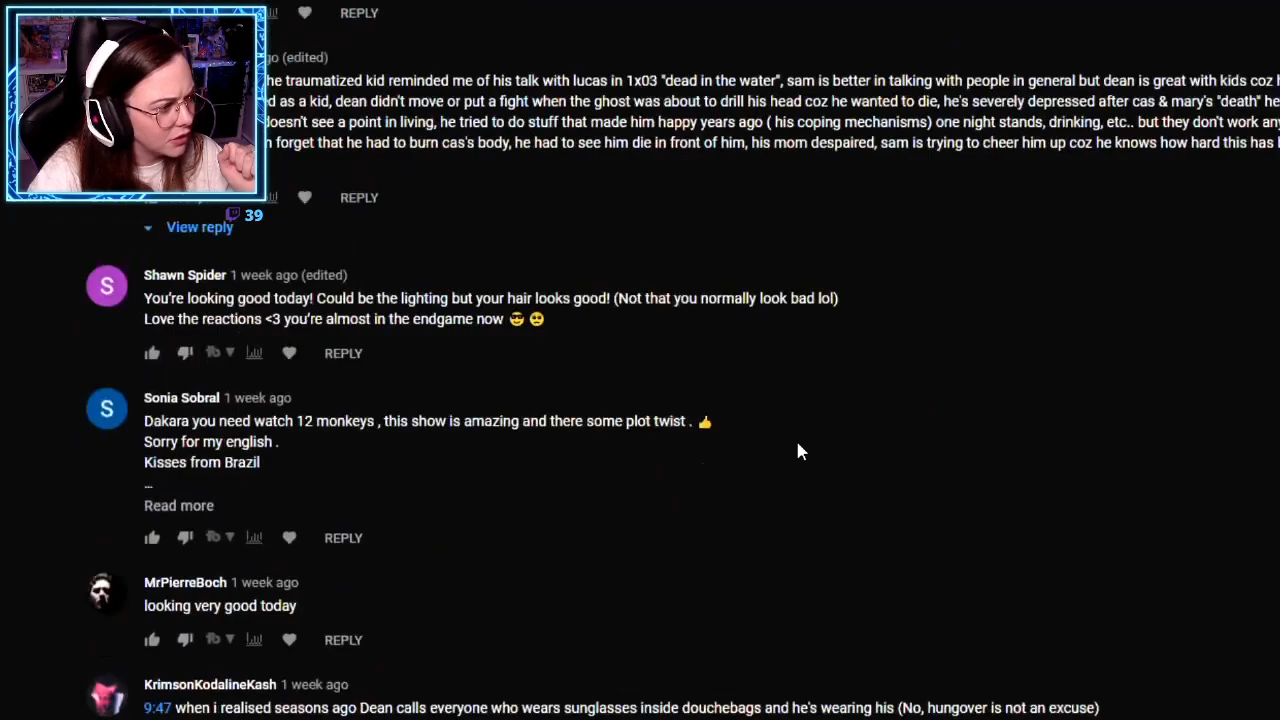 REPLY
go (edited)
he traumatized kid reminded me of his talk with lucas in 1x03 "dead in the water", sam is better in talking with people in general but dean is great with kids coz h
ed as a kid, dean didn't move or put a fight when the ghost was about to drill his head coz he wanted to die, he's severely depressed after cas & mary's "death" he
doesn't see a point in living, he tried to do stuff that made him happy years ago ( his coping mechanisms) one night stands, drinking, etc.. but they don't work any
n forget that he had to burn cas's body, he had to see him die in front of him, his mom despaired, sam is trying to cheer him up coz he knows how hard this has
REPLY
39
View reply
S
Shawn Spider 1 week ago (edited)
You're looking good today! Could be the lighting but your hair looks good! (Not that you normally look bad lol)
Love the reactions <3 you're almost in the endgame now 😎 🥺
REPLY
S
Sonia Sobral 1 week ago
Dakara you need watch 12 monkeys , this show is amazing and there some plot twist . 👍
Sorry for my english .
Kisses from Brazil
...
Read more
REPLY
MrPierreBoch 1 week ago
looking very good today
REPLY
KrimsonKodalineKash 1 week ago
9:47 when i realised seasons ago Dean calls everyone who wears sunglasses inside douchebags and he's wearing his (No, hungover is not an excuse)